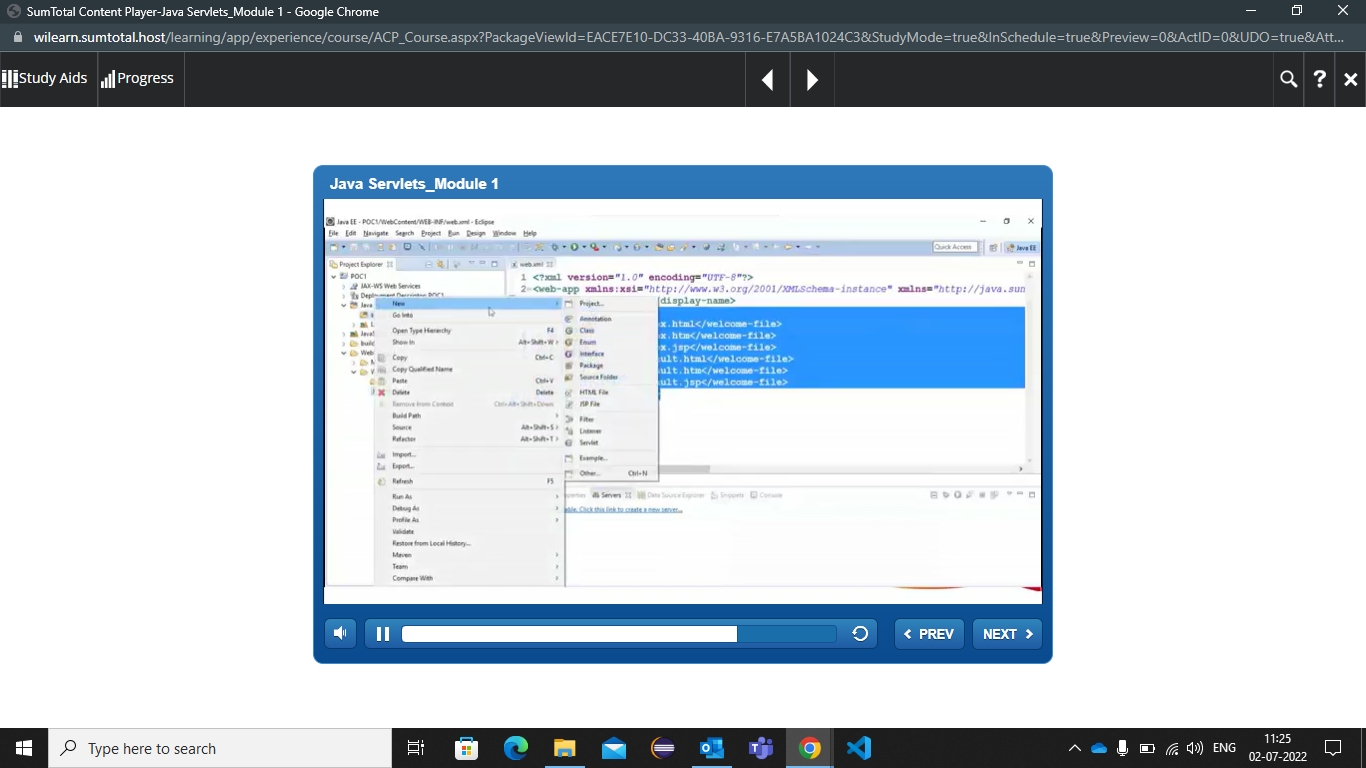 SumTotal Content Player-Java Servlets_Module 1 - Google Chrome
wilearn.sumtotal.host/learning/app/experience/course/ACP_Course.aspx?PackageViewId=EACE7E10-DC33-40BA-9316-E7A5BA1024C3&StudyMode=true&InSchedule=true&Preview=0&ActID=0&UDO=true&Att...
Study Aids Progress
Java Servlets_Module 1
Java EE - POC1/WebContent/WEB-INF/web.xml - Eclipse
File Edit Navigate Search Project Run Design Window Help
Quick Access Java EE
Project Explorer web.xml
POC1
JAX-WS Web Services
Deployment Descriptor: POC1
Java
build
Web
1 <?xml version="1.0" encoding="UTF-8"?>
2 <web-app xmlns:xsi="http://www.w3.org/2001/XMLSchema-instance" xmlns="http://java.sun
display-name>
x.html</welcome-file>
x.htm</welcome-file>
x.jsp</welcome-file>
ult.html</welcome-file>
ult.htm</welcome-file>
ult.jsp</welcome-file>
New
Go Into
Open Type Hierarchy F4
Show In Alt+Shift+W
Copy Ctrl+C
Copy Qualified Name
Paste Ctrl+V
Delete Delete
Remove from Context Ctrl+Alt+Shift+Down
Build Path
Source Alt+Shift+S
Refactor Alt+Shift+T
Import...
Export...
Refresh F5
Run As
Debug As
Profile As
Validate
Restore from Local History...
Maven
Team
Compare With
Project...
Annotation
Class
Enum
Interface
Package
Source Folder
HTML File
JSP File
Filter
Listener
Servlet
Example...
Other... Ctrl+N
perties Servers Data Source Explorer Snippets Console
able. Click this link to create a new server...
PREV NEXT
Type here to search
ENG
11:25
02-07-2022